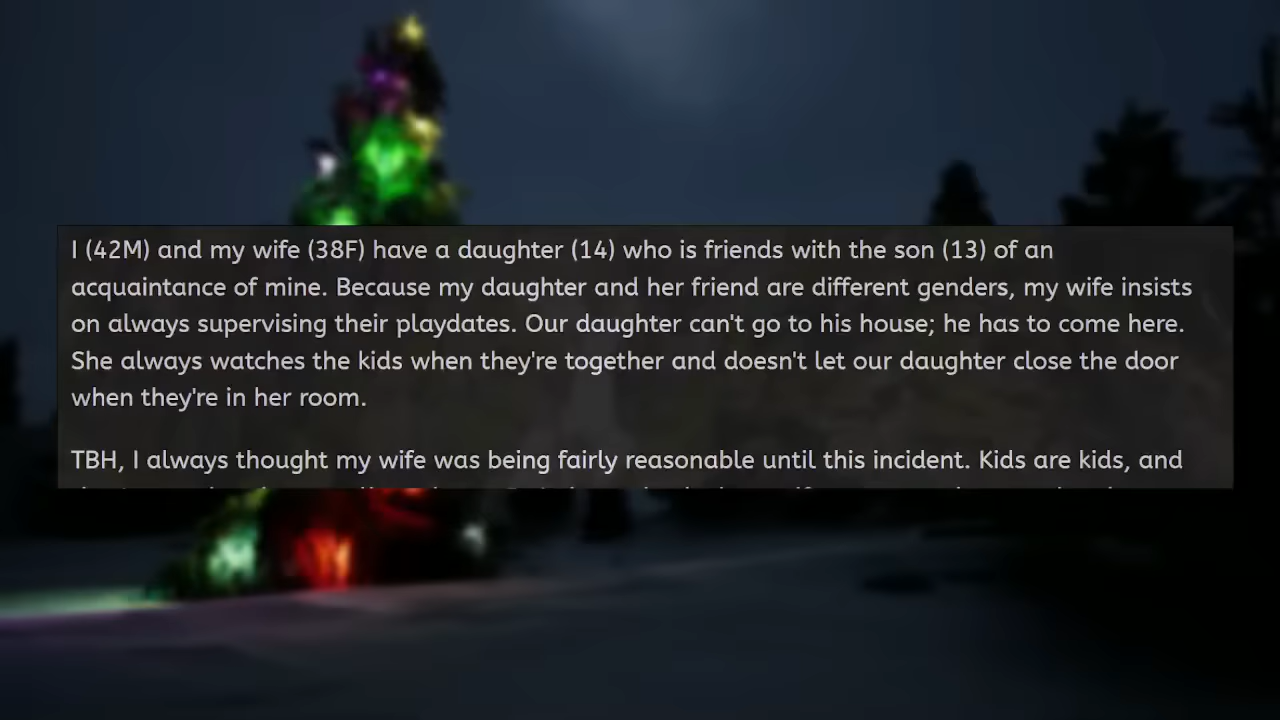 I (42M) and my wife (38F) have a daughter (14) who is friends with the son (13) of an
acquaintance of mine. Because my daughter and her friend are different genders, my wife insists
on always supervising their playdates. Our daughter can't go to his house; he has to come here.
She always watches the kids when they're together and doesn't let our daughter close the door
when they're in her room.
TBH, I always thought my wife was being fairly reasonable until this incident. Kids are kids, and